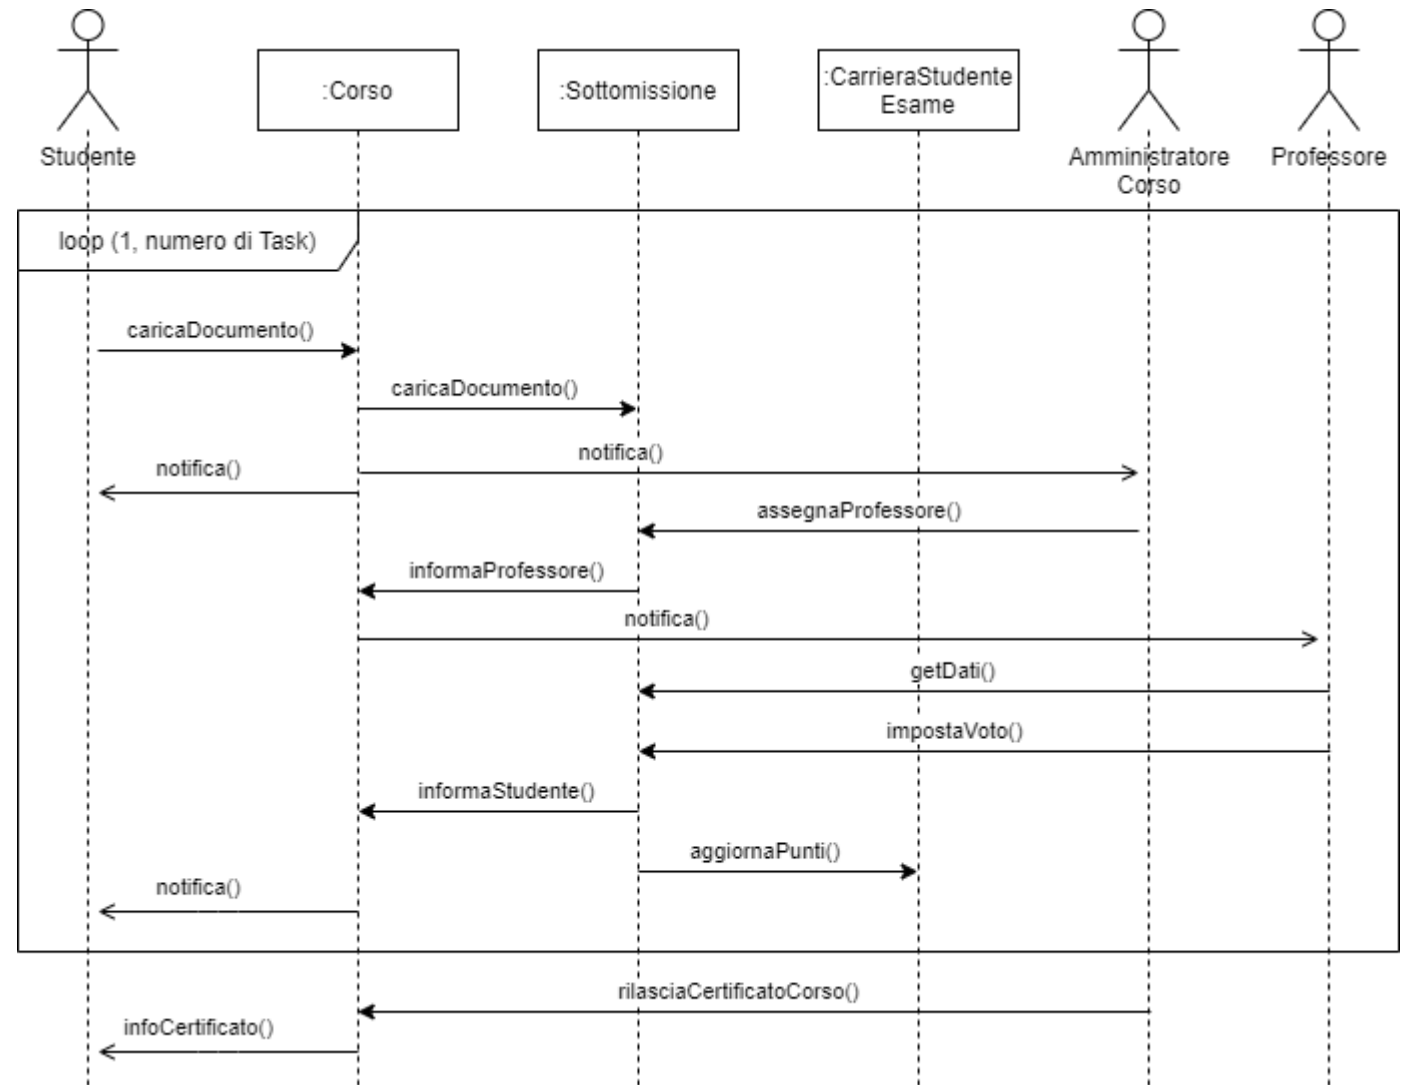 :Corso
:Sottomissione
:CarrieraStudente
Esame
Studente
Amministratore
Corso
Professore
loop (1, numero di Task)
caricaDocumento()
caricaDocumento()
notifica()
notifica()
assegnaProfessore()
informaProfessore()
notifica()
getDati()
impostaVoto()
informaStudente()
aggiornaPunti()
notifica()
rilasciaCertificatoCorso()
infoCertificato()